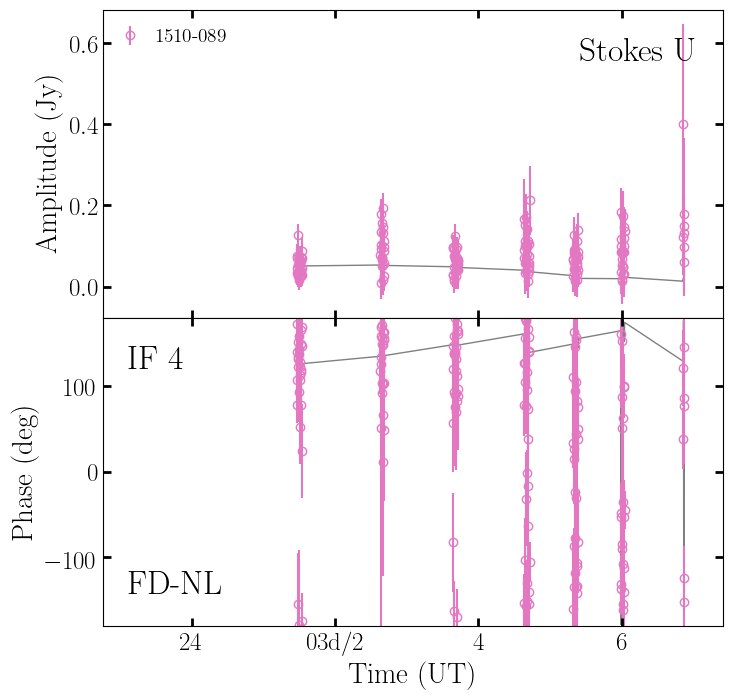 1510-089
Stokes U
Amplitude (Jy)
0.6
0.4
0.2
0.0
IF 4
FD-NL
Phase (deg)
100
0
−100
24
03d/2
4
6
Time (UT)